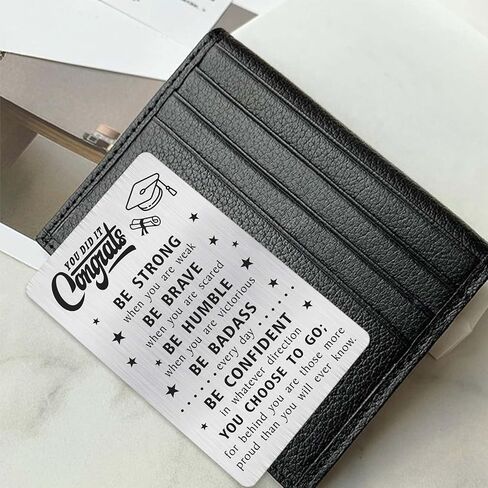 YOU DID IT
Congrats
BE STRONG
when you are weak
BE BRAVE
when you are scared
BE HUMBLE
when you are victorious
BE BADASS
....... every day .......
BE CONFIDENT
in whatever direction
YOU CHOOSE TO GO;
for behind you are those more
proud than you will ever know.